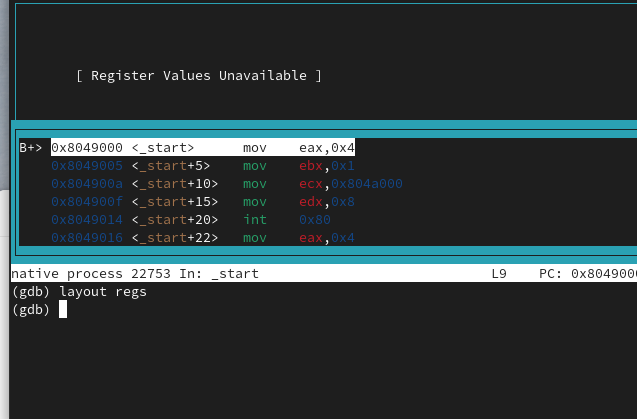 [ Register Values Unavailable ]
B+> 0x8049000 <_start> mov eax,0x4
0x8049005 <_start+5> mov ebx,0x1
0x804900a <_start+10> mov ecx,0x804a000
0x804900f <_start+15> mov edx,0x8
0x8049014 <_start+20> int 0x80
0x8049016 <_start+22> mov eax,0x4
native process 22753 In: _start L9 PC: 0x804900
(gdb) layout regs
(gdb)